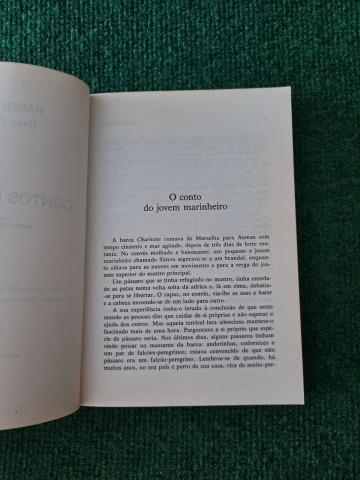 KAREN
CONTOS
O conto
do jovem marinheiro
A barca Charlotte rumava de Marselha para Atenas com
tempo cinzento e mar agitado, depois de três dias de forte ven-
tania. No convés molhado e balouçante, um pequeno e jovem
marinheiro chamado Simon segurava-se a um brandal, enquan-
to olhava para as nuvens em movimento e para a verga do joa-
nete superior do mastro principal.
Um pássaro que se tinha refugiado no mastro, tinha enreda-
do as patas numa solta solta da adriça e, lá em cima, debatia-
-se para se libertar. O rapaz, no convés, via-lhe as asas a bater
e a cabeça movendo-se de um lado para outro.
A sua experiência tinha-o levado à conclusão de que neste
mundo as pessoas têm que cuidar de si próprias e não esperar a
ajuda dos outros. Mas aquela terrível luta silenciosa manteve-o
fascinado mais de uma hora. Perguntava a si próprio que espé-
cie de pássaro seria. Nos últimos dias, alguns pássaros tinham
vindo poisar no massame da barca: andorinhas, codornizes e
um par de falcões-peregrinos; estava convencido de que este
pássaro era um falcão-peregrino. Lembrava-se de quando, há
muitos anos, no seu país e perto de sua casa, vira de muito per-